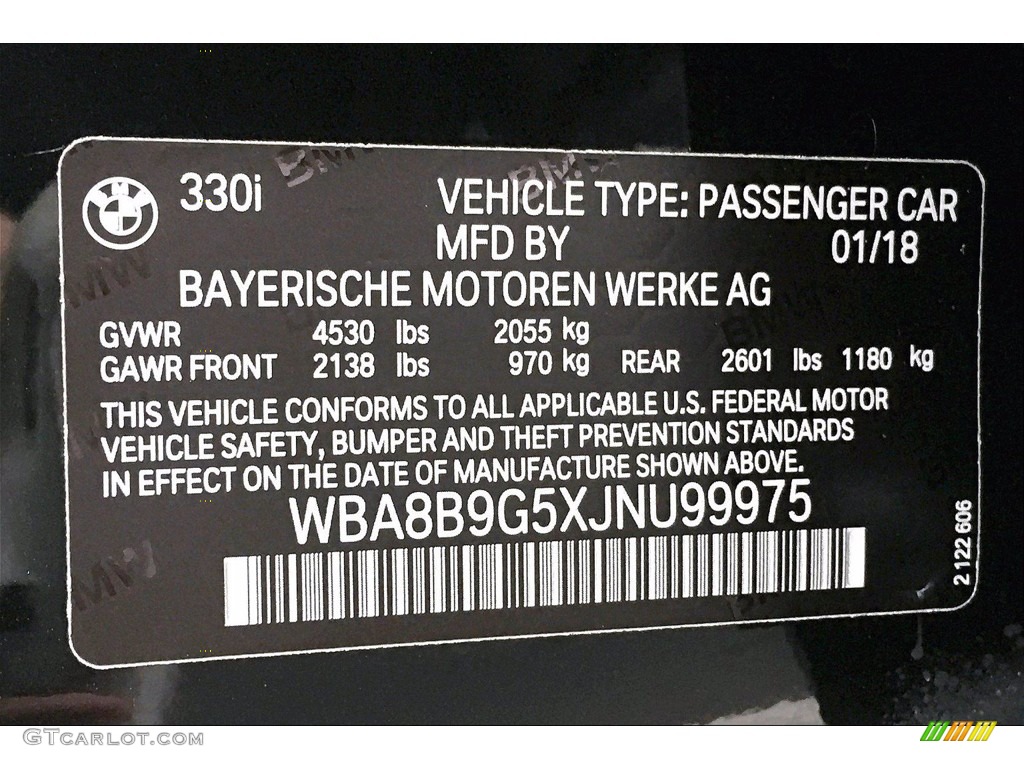 BMW
BMW
330i
VEHICLE TYPE: PASSENGER CAR
MFD BY 01/18
BMW
BAYERISCHE MOTOREN WERKE AG
GVWR 4530 lbs 2055 kg
GAWR FRONT 2138 lbs 970 kg REAR 2601 lbs 1180 kg
THIS VEHICLE CONFORMS TO ALL APPLICABLE U.S. FEDERAL MOTOR
VEHICLE SAFETY, BUMPER AND THEFT PREVENTION STANDARDS
IN EFFECT ON THE DATE OF MANUFACTURE SHOWN ABOVE.
WBA8B9G5XJNU99975
2 122 606
GTCARLOT.COM